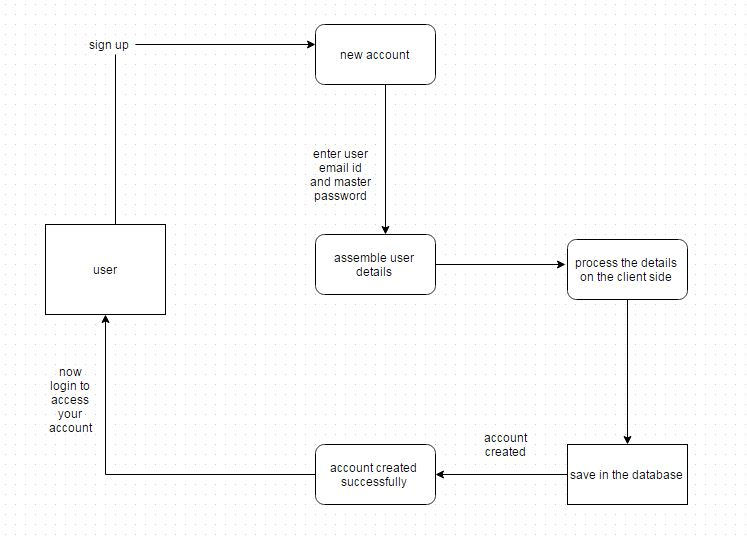 sign up
new account
enter user
email id
and master
password
assemble user
details
process the details
on the client side
user
now
login to
access
your
account
account
created
account created
successfully
save in the database